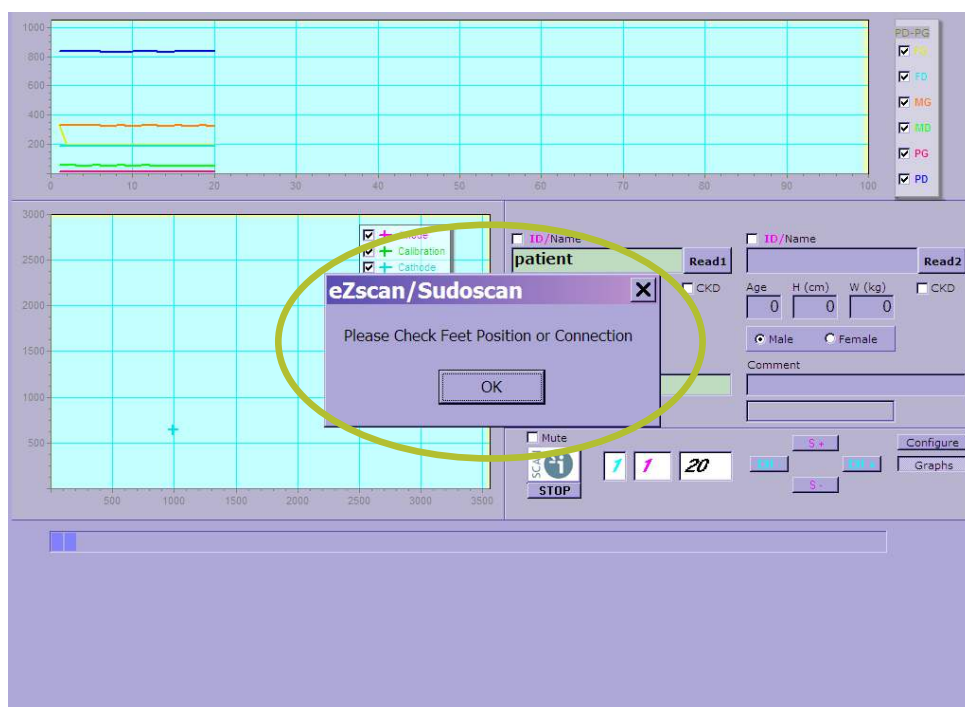 1000
800
600
400
200
0 10 20 30 40 50 60 70 80 90 100
PD-PG
FD
MG
MD
PG
PD
3000
2500
2000
1500
1000
500
500 1000 1500 2000 2500 3000 3500
Calibration
Cathode
ID/Name
patient
Read1
CKD
ID/Name
Read2
Age H (cm) W (kg)
CKD
0 0 0
Male Female
Comment
eZscan/Sudoscan
Please Check Feet Position or Connection
OK
Mute
SCAN
STOP
1 1 20
S +
S -
Configure
Graphs